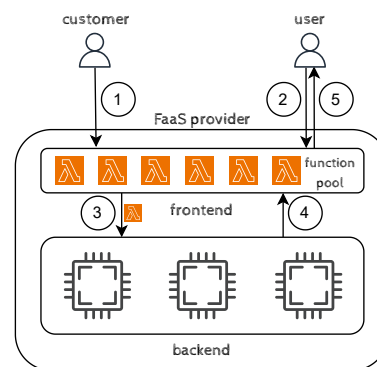 customer
user
1
2
5
FaaS provider
λ λ λ λ λ λ
function
pool
3
λ
frontend
4
backend